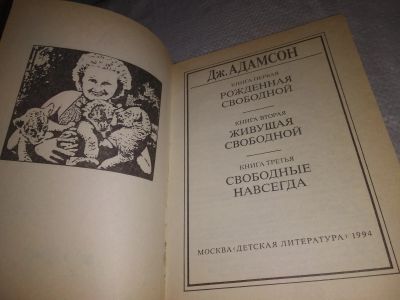 Дж. АДАМСОН
КНИГА ПЕРВАЯ
РОЖДЕННАЯ
СВОБОДНОЙ
КНИГА ВТОРАЯ
ЖИВУЩАЯ
СВОБОДНОЙ
КНИГА ТРЕТЬЯ
СВОБОДНЫЕ
НАВСЕГДА
МОСКВА «ДЕТСКАЯ ЛИТЕРАТУРА» 1994